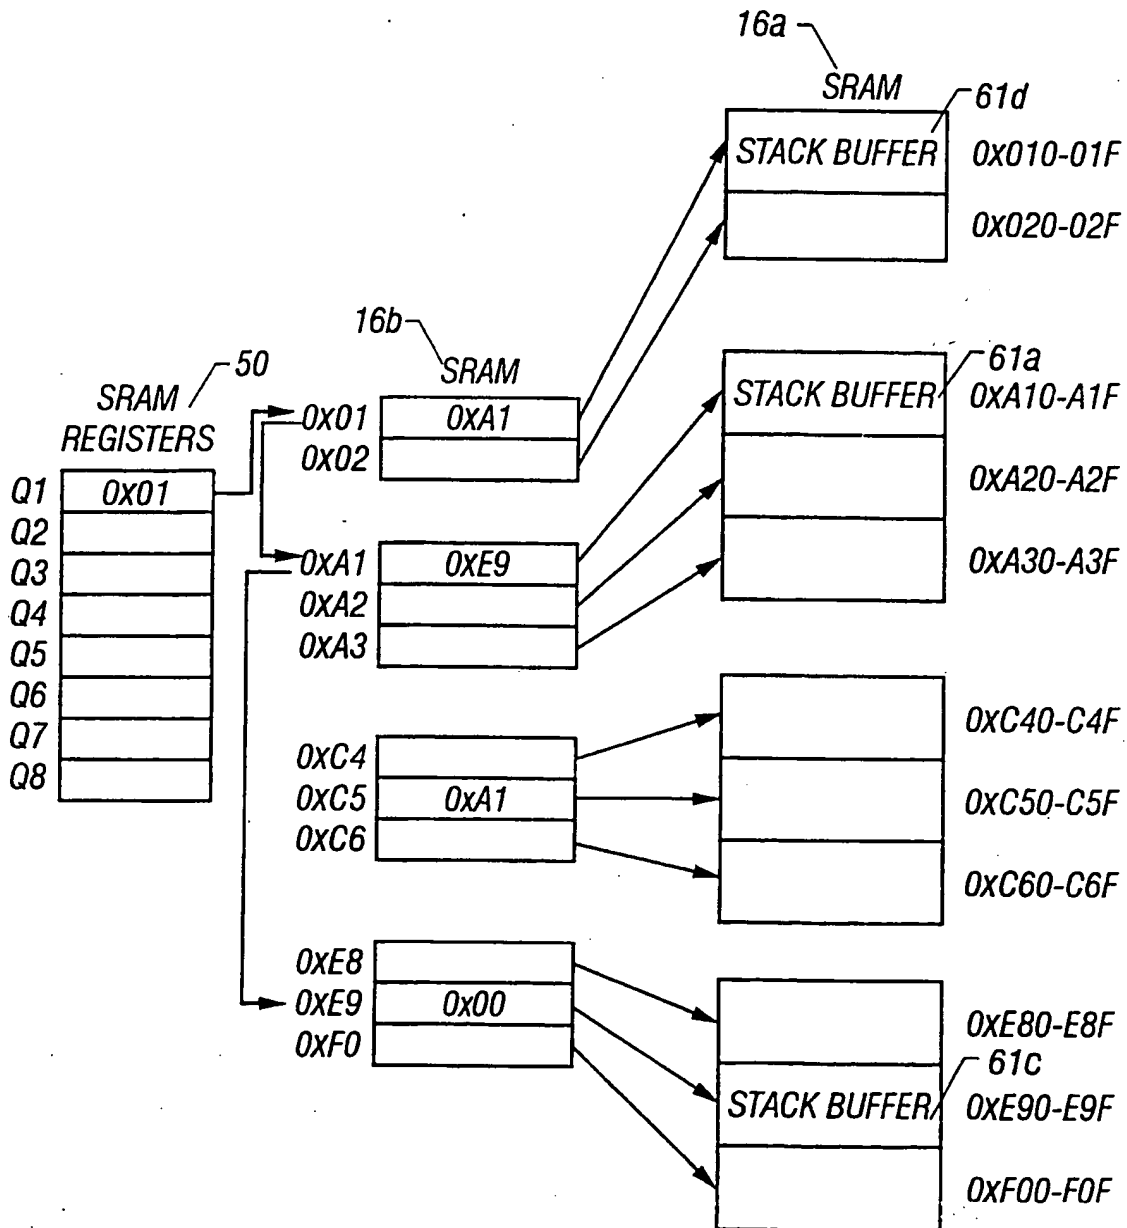 16a
SRAM
61d
STACK BUFFER 0X010-01F
0X020-02F
16b
SRAM
50
SRAM
REGISTERS
Q1 0X01
Q2
Q3
Q4
Q5
Q6
Q7
Q8
0X01 0XA1
0X02
0XA1 0XE9
0XA2
0XA3
0XC4
0XC5 0XA1
0XC6
0XE8
0XE9 0X00
0XF0
61a
STACK BUFFER 0XA10-A1F
0XA20-A2F
0XA30-A3F
0XC40-C4F
0XC50-C5F
0XC60-C6F
0XE80-E8F
61c
STACK BUFFER 0XE90-E9F
0XF00-F0F